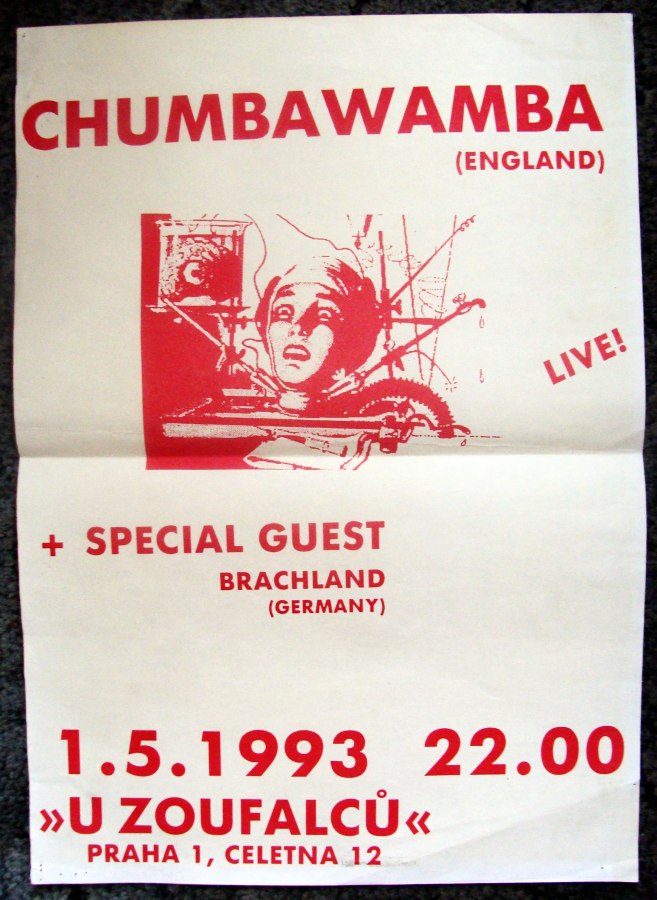 CHUMBAWAMBA
(ENGLAND)
LIVE!
+ SPECIAL GUEST
BRACHLAND
(GERMANY)
1.5.1993 22.00
»U ZOUFALCŮ«
PRAHA 1, CELETNA 12